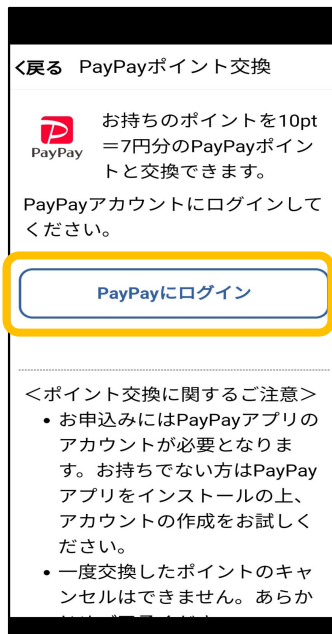 <戻る PayPayポイント交換
お持ちのポイントを10pt
PayPay
＝7円分のPayPayポイン
トと交換できます。
PayPayアカウントにログインして
ください。
PayPayにログイン
＜ポイント交換に関するご注意＞
• お申込みにはPayPayアプリの
アカウントが必要となりま
す。お持ちでない方はPayPay
アプリをインストールの上、
アカウントの作成をお試しく
ださい。
• 一度交換したポイントのキャ
ンセルはできません。あらか